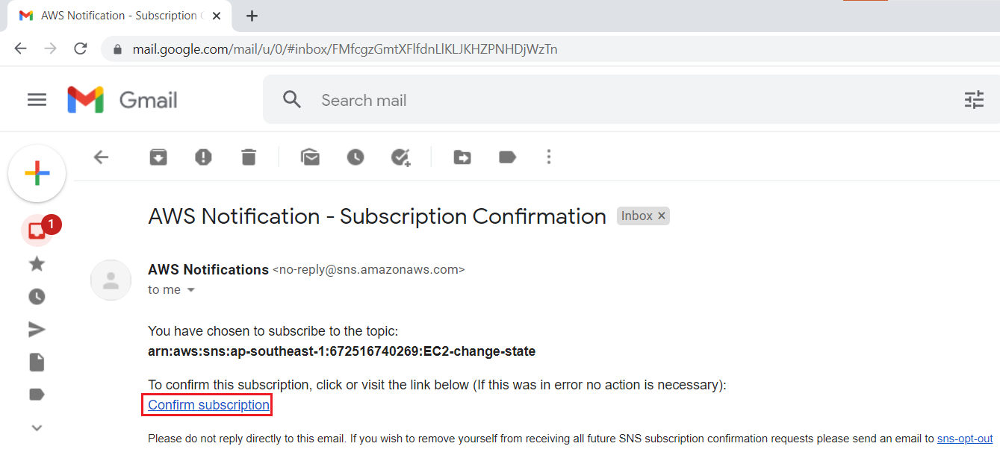 AWS Notification - Subscription C
mail.google.com/mail/u/0/#inbox/FMfcgzGmtXFlfdnLlKLJKHZPNHDjWzTn
Gmail
Search mail
AWS Notification - Subscription Confirmation Inbox
1
AWS Notifications <no-reply@sns.amazonaws.com>
to me
You have chosen to subscribe to the topic:
arn:aws:sns:ap-southeast-1:672516740269:EC2-change-state
To confirm this subscription, click or visit the link below (If this was in error no action is necessary):
Confirm subscription
Please do not reply directly to this email. If you wish to remove yourself from receiving all future SNS subscription confirmation requests please send an email to sns-opt-out